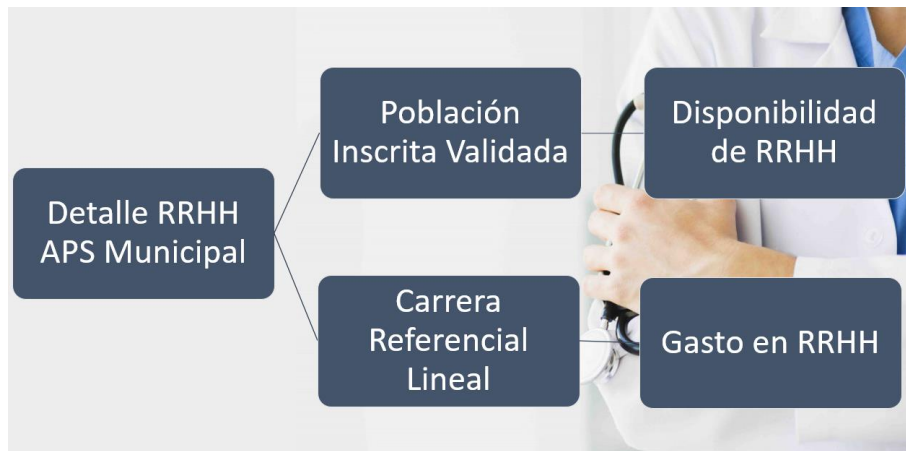 Detalle RRHH
APS Municipal
Población
Inscrita Validada
Disponibilidad
de RRHH
Carrera
Referencial
Lineal
Gasto en RRHH